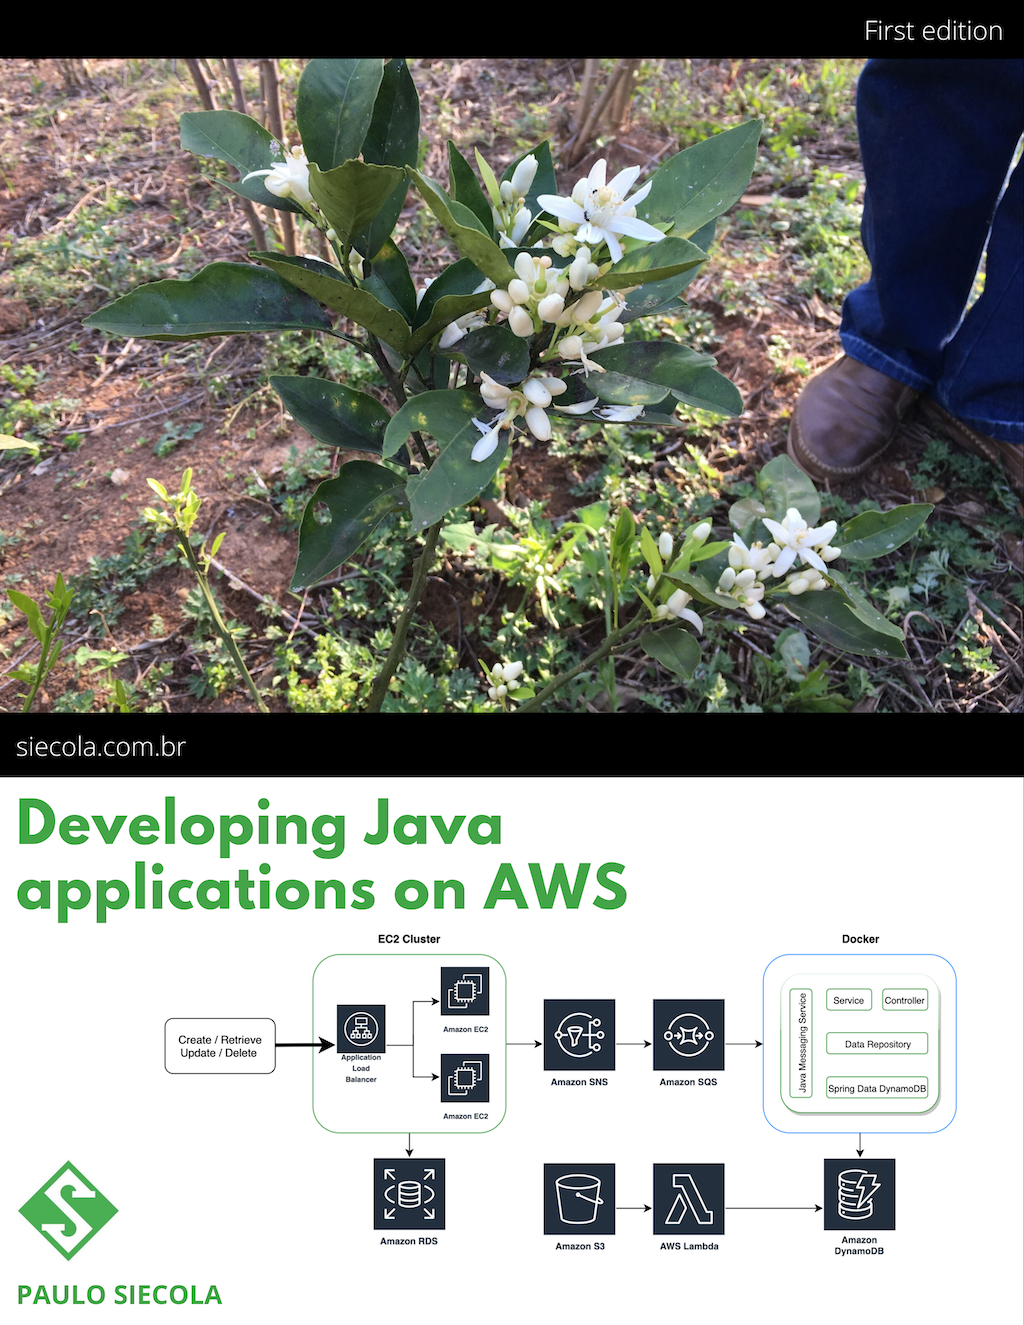 First edition
siecola.com.br
Developing Java
applications on AWS
EC2 Cluster
Docker
Create / Retrieve
Update / Delete
Application
Load
Balancer
Amazon EC2
Amazon EC2
Amazon SNS
Amazon SQS
Java Messaging Service
Service
Controller
Data Repository
Spring Data DynamoDB
Amazon RDS
Amazon S3
AWS Lambda
Amazon
DynamoDB
PAULO SIECOLA